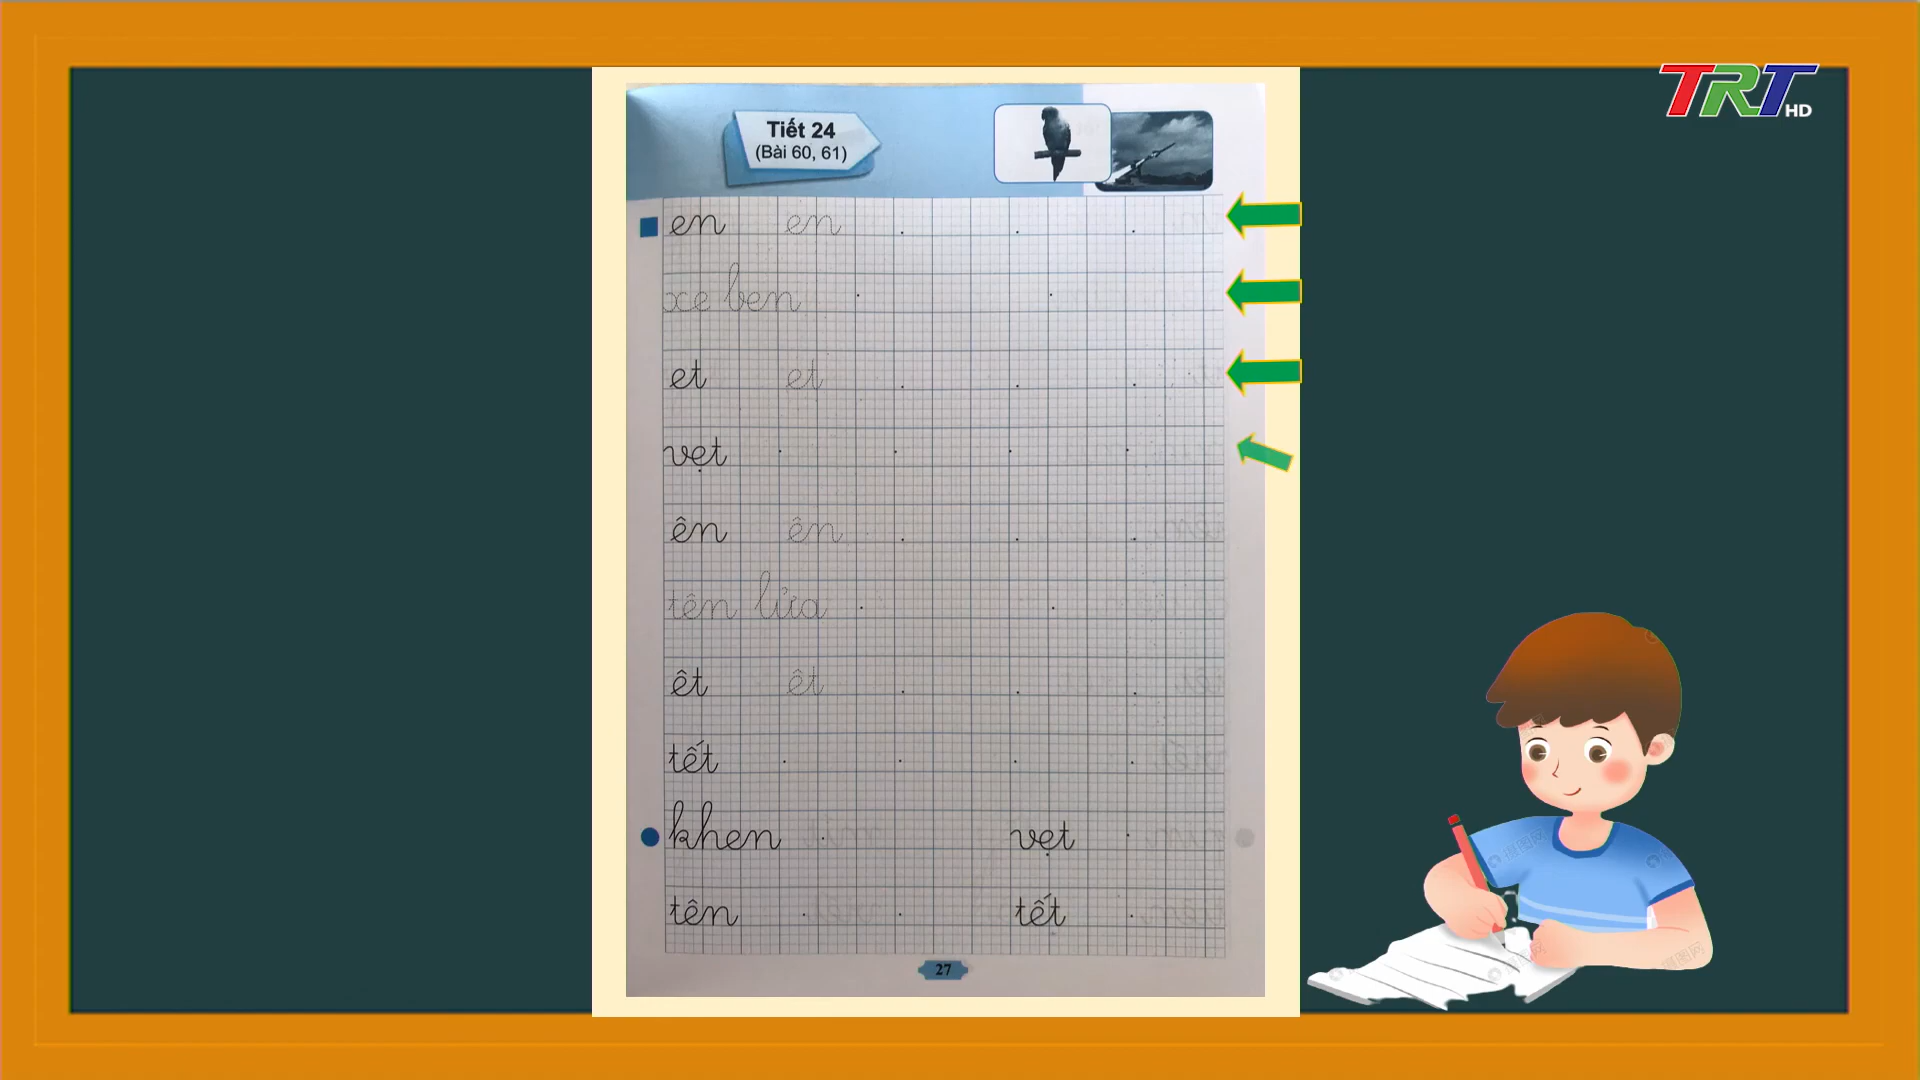 TRT HD
Tiết 24
(Bài 60, 61)
en en
xe ben
et et
vẹt
ên ên
tên lửa
êt êt
tết
khen vẹt
tên tết
27